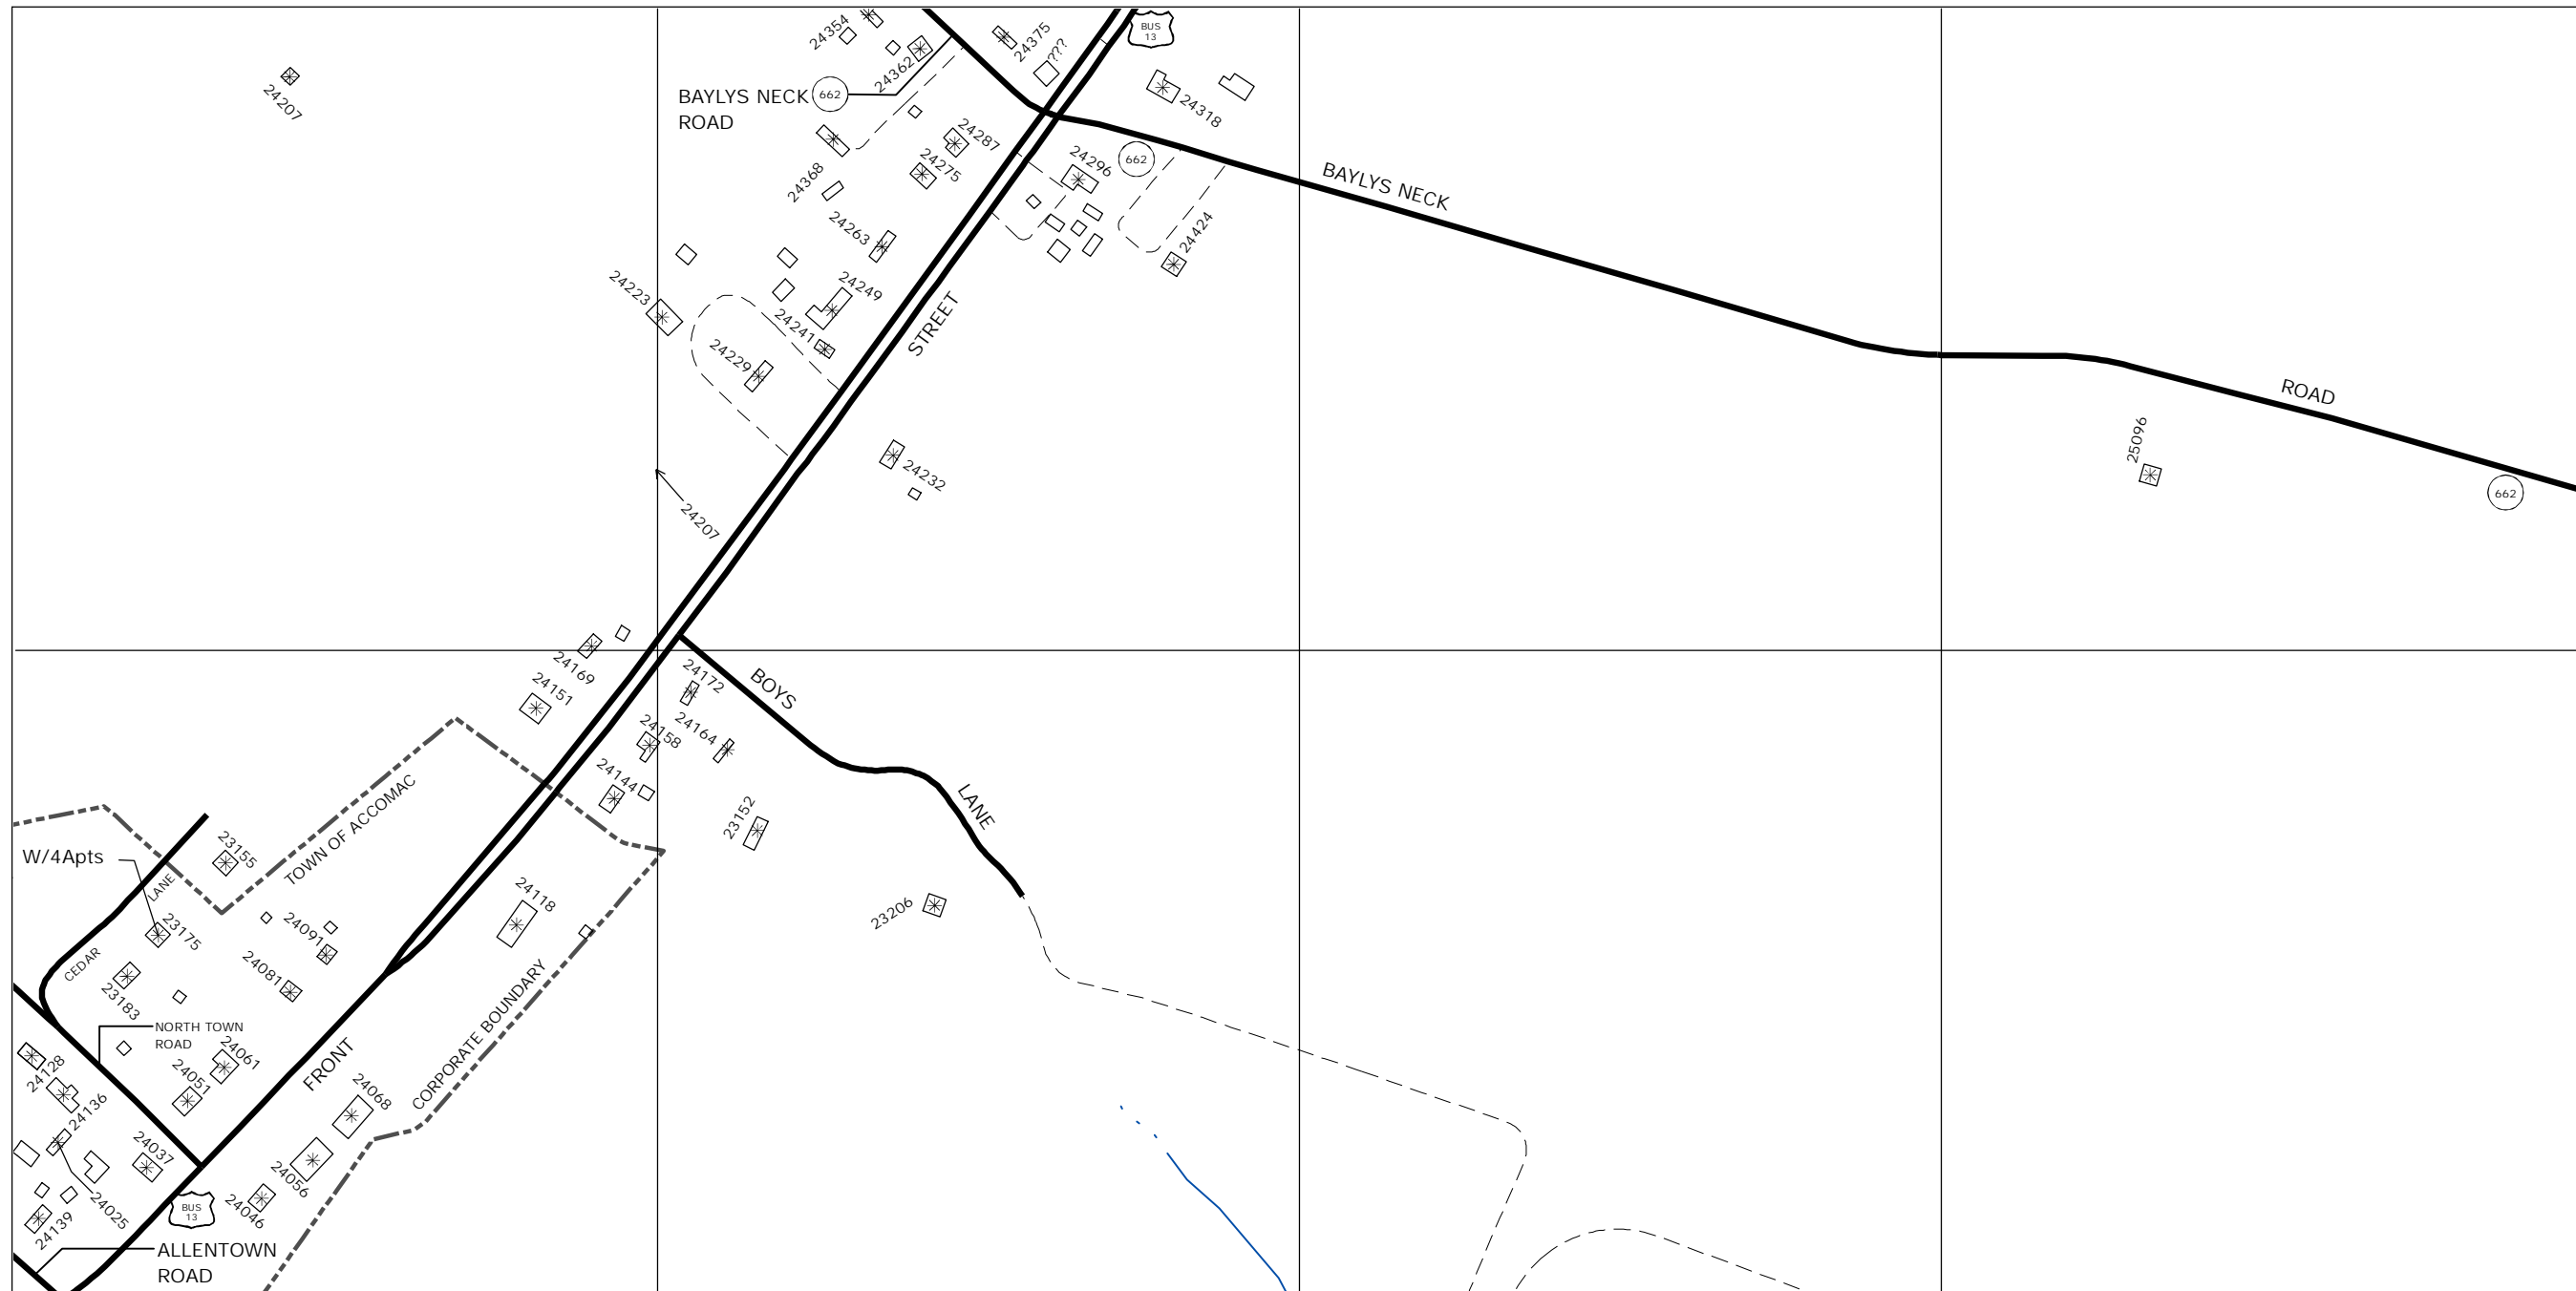 24354
24375
???
BUS
13
24362
24207
BAYLYS NECK
ROAD
662
24318
24287
24275
24296
662
24368
BAYLYS NECK
24263
24424
24223
24249
24241
STREET
24229
ROAD
25096
24232
662
24207
24169
24172
24151
BOYS
24158
24164
24144
23152
LANE
TOWN OF ACCOMAC
23155
W/4Apts
LANE
24118
23206
23175
24091
CEDAR
24081
23183
CORPORATE BOUNDARY
NORTH TOWN
ROAD
24061
24051
FRONT
24128
24068
24136
24037
24056
24025
24046
BUS
13
24139
ALLENTOWN
ROAD